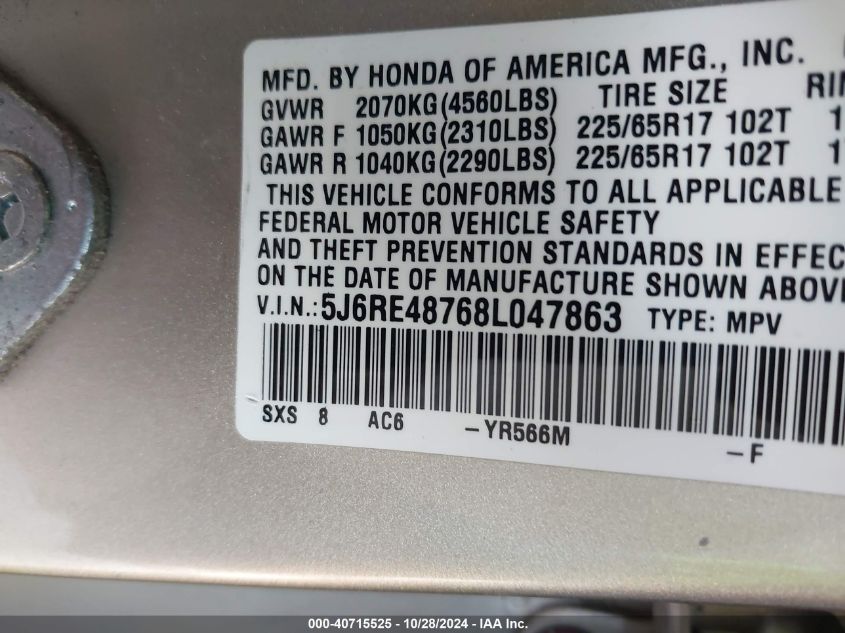 MFD. BY HONDA OF AMERICA MFG., INC.
GVWR 2070KG(4560LBS) TIRE SIZE
GAWR F 1050KG(2310LBS) 225/65R17 102T
GAWR R 1040KG(2290LBS) 225/65R17 102T
THIS VEHICLE CONFORMS TO ALL APPLICABLE
FEDERAL MOTOR VEHICLE SAFETY
AND THEFT PREVENTION STANDARDS IN
ON THE DATE OF MANUFACTURE SHOWN
V.I.N.: 5J6RE48768L047863 TYPE: MPV
SXS 8 AC6 -YR566M -F
000-40715525 - 10/28/2024 - IAA Inc.